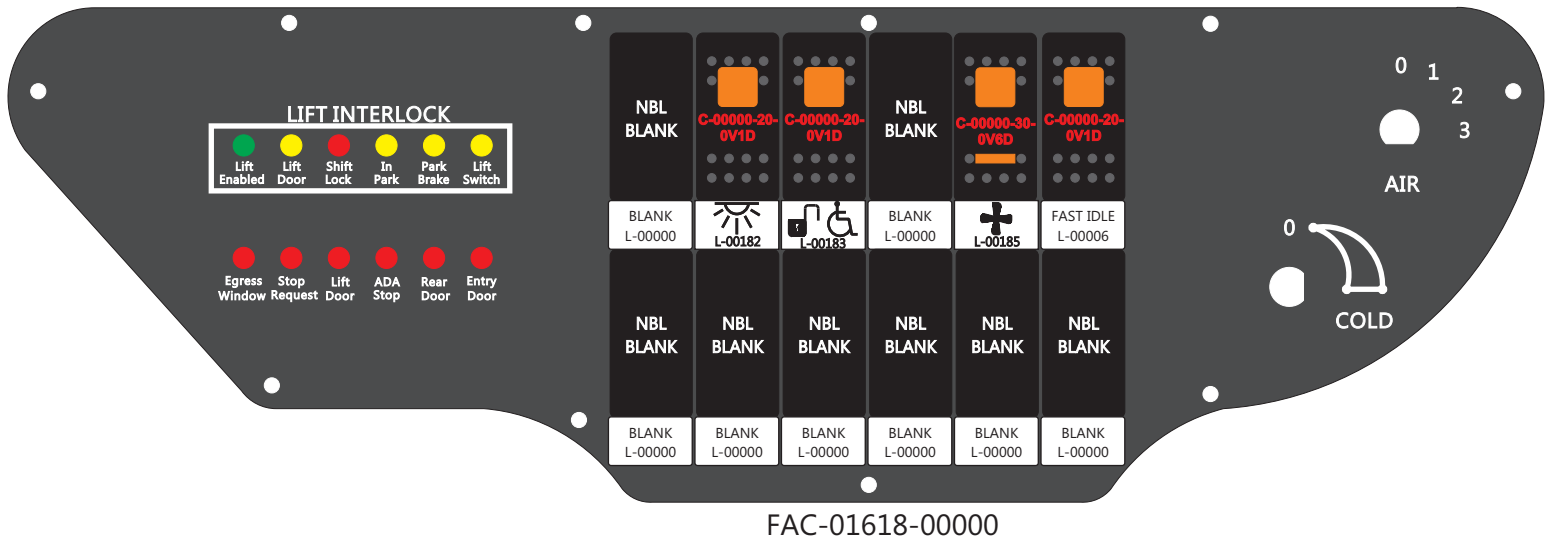 LIFT INTERLOCK
Lift
Enabled
Lift
Door
Shift
Lock
In
Park
Park
Brake
Lift
Switch
Egress
Window
Stop
Request
Lift
Door
ADA
Stop
Rear
Door
Entry
Door
NBL
BLANK
C-00000-20-
0V1D
C-00000-20-
0V1D
NBL
BLANK
C-00000-30-
0V6D
C-00000-20-
0V1D
BLANK
L-00000
L-00182
L-00183
BLANK
L-00000
L-00185
FAST IDLE
L-00006
NBL
BLANK
NBL
BLANK
NBL
BLANK
NBL
BLANK
NBL
BLANK
NBL
BLANK
BLANK
L-00000
BLANK
L-00000
BLANK
L-00000
BLANK
L-00000
BLANK
L-00000
BLANK
L-00000
0
1
2
3
AIR
0
COLD
FAC-01618-00000